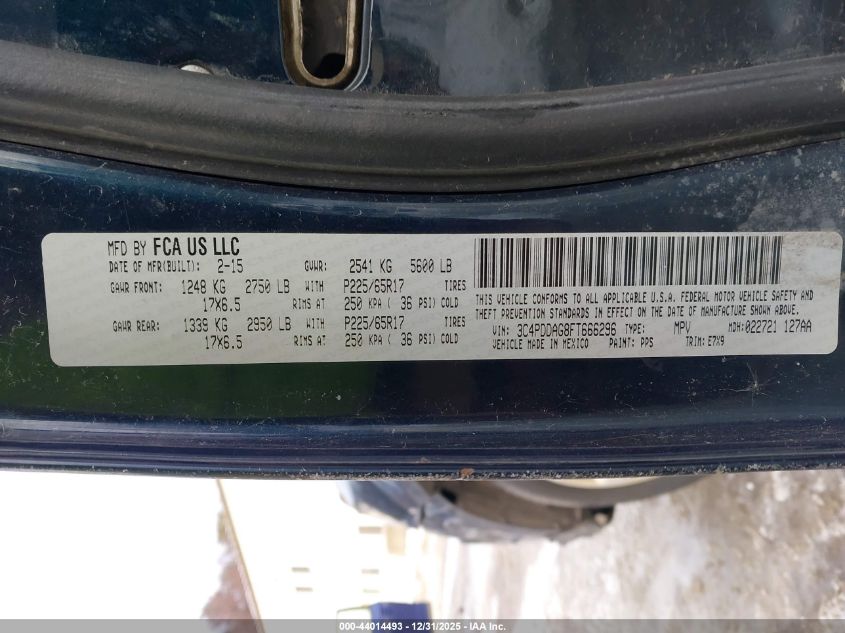 MFD BY FCA US LLC
DATE OF MFR(BUILT): 2-15 GVWR: 2541 KG 5600 LB
GAWR FRONT: 1248 KG 2750 LB WITH P225/65R17 TIRES
17X6.5 RIMS AT 250 KPA ( 36 PSI) COLD
GAWR REAR: 1339 KG 2950 LB WITH P225/65R17 TIRES
17X6.5 RIMS AT 250 KPA ( 36 PSI) COLD
THIS VEHICLE CONFORMS TO ALL APPLICABLE U.S.A. FEDERAL MOTOR VEHICLE SAFETY AND
THEFT PREVENTION STANDARDS IN EFFECT ON THE DATE OF MANUFACTURE SHOWN ABOVE.
VIN: 3C4PDDAG8FT666296 TYPE: MPV MDH:022721 127AA
VEHICLE MADE IN MEXICO PAINT: PPS TRIM: E7X9
000-44014493 - 12/31/2025 - www.iaai.com